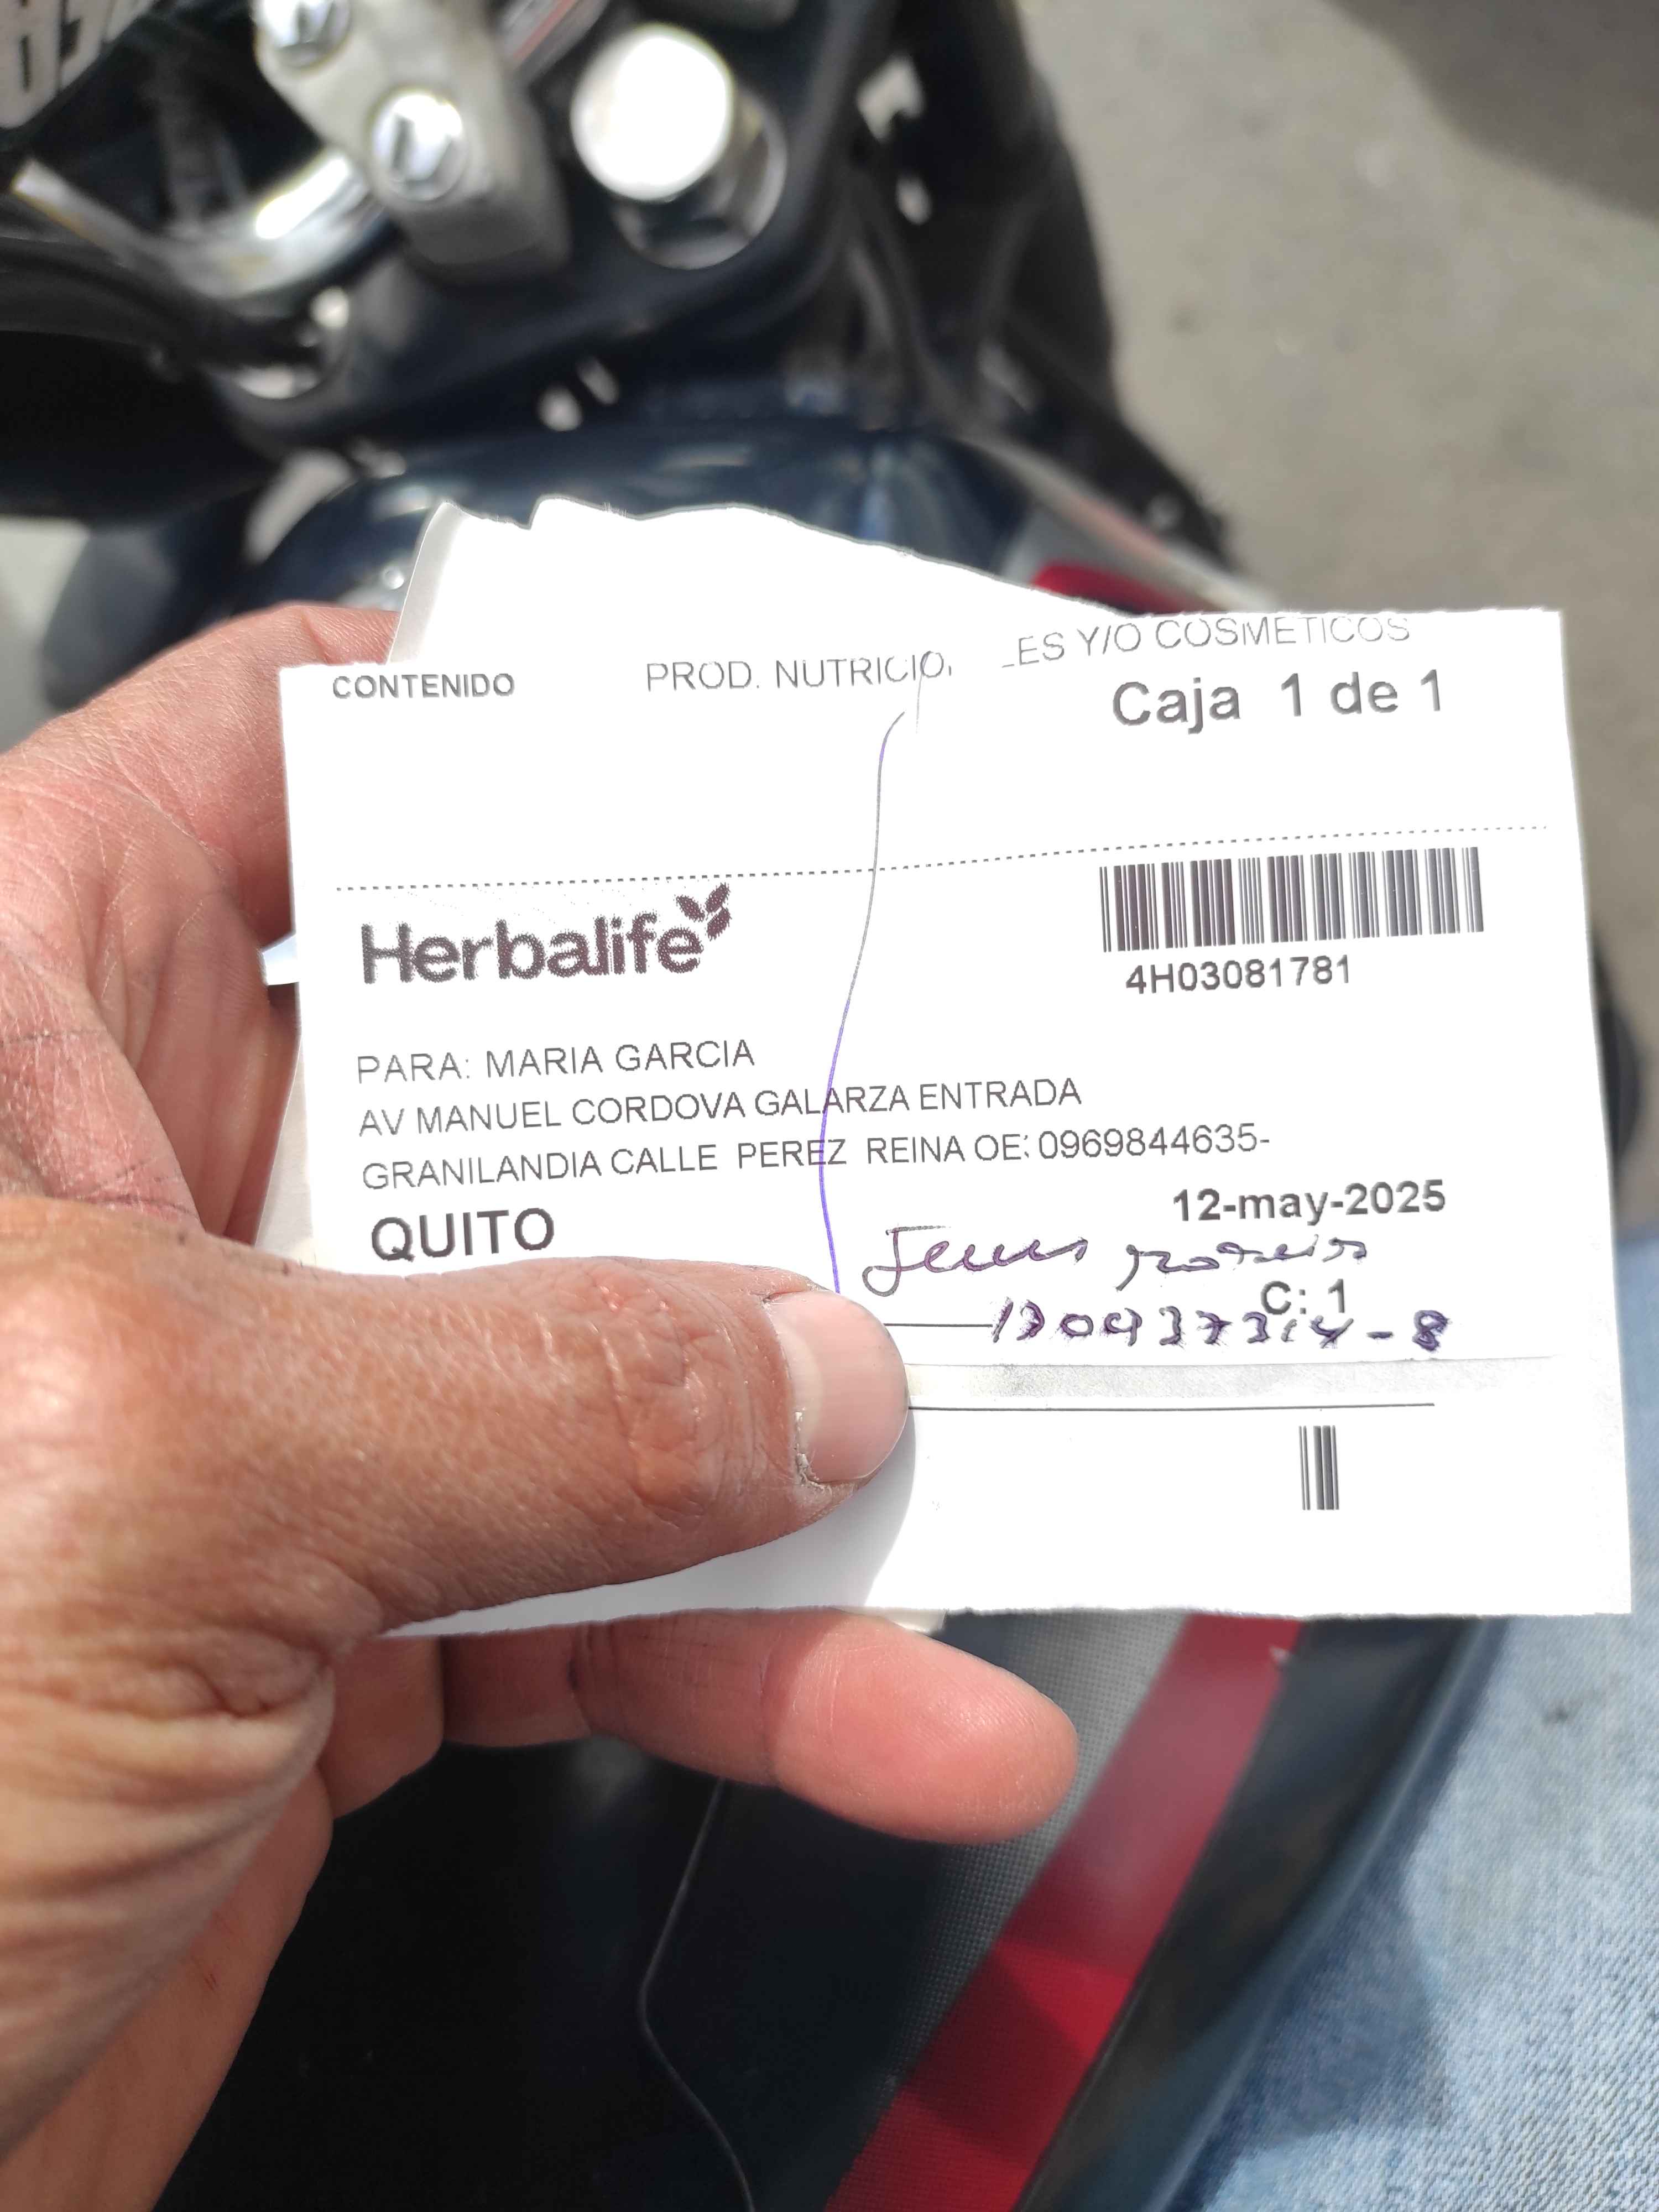 CONTENIDO PROD. NUTRICIO. LES Y/O COSMETICOS
Caja 1 de 1
Herbalife
4H03081781
PARA: MARIA GARCIA
AV MANUEL CORDOVA GALARZA ENTRADA
GRANILANDIA CALLE PEREZ REINA OE: 0969844635-
12-may-2025
QUITO
C: 1